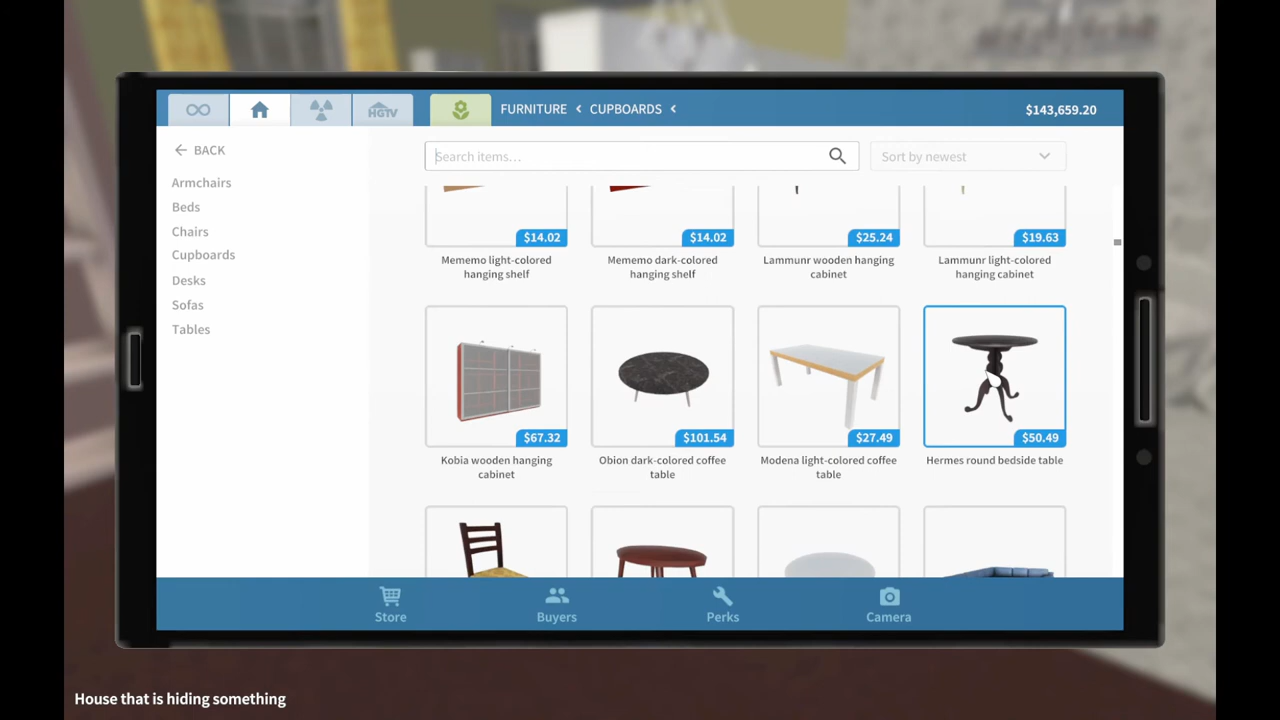 HGTV
FURNITURE < CUPBOARDS <
$143,659.20
BACK
Armchairs
Beds
Chairs
Cupboards
Desks
Sofas
Tables
Search items...
Sort by newest
$14.02
$14.02
$25.24
$19.63
Mememo light-colored
hanging shelf
Mememo dark-colored
hanging shelf
Lammunr wooden hanging
cabinet
Lammunr light-colored
hanging cabinet
$67.32
$101.54
$27.49
$50.49
Kobia wooden hanging
cabinet
Obion dark-colored coffee
table
Modena light-colored coffee
table
Hermes round bedside table
Store
Buyers
Perks
Camera
House that is hiding something